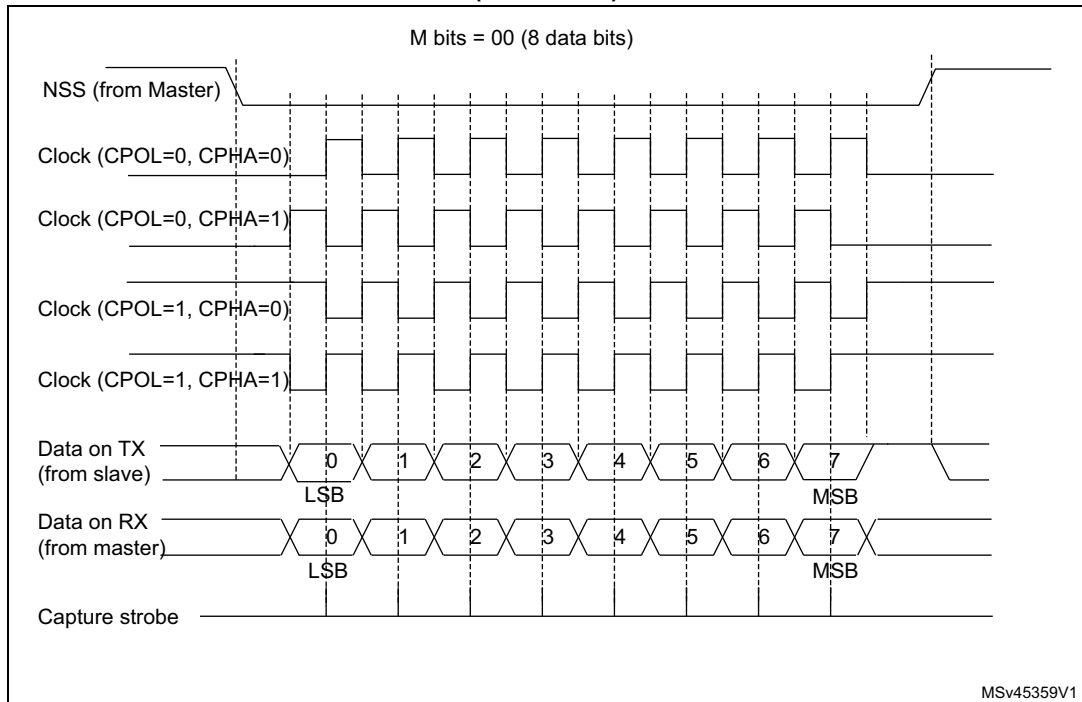 M bits = 00 (8 data bits)
NSS (from Master)
Clock (CPOL=0, CPHA=0)
Clock (CPOL=0, CPHA=1)
Clock (CPOL=1, CPHA=0)
Clock (CPOL=1, CPHA=1)
Data on TX
(from slave)
0 1 2 3 4 5 6 7
LSB MSB
Data on RX
(from master)
0 1 2 3 4 5 6 7
LSB MSB
Capture strobe
MSv45359V1